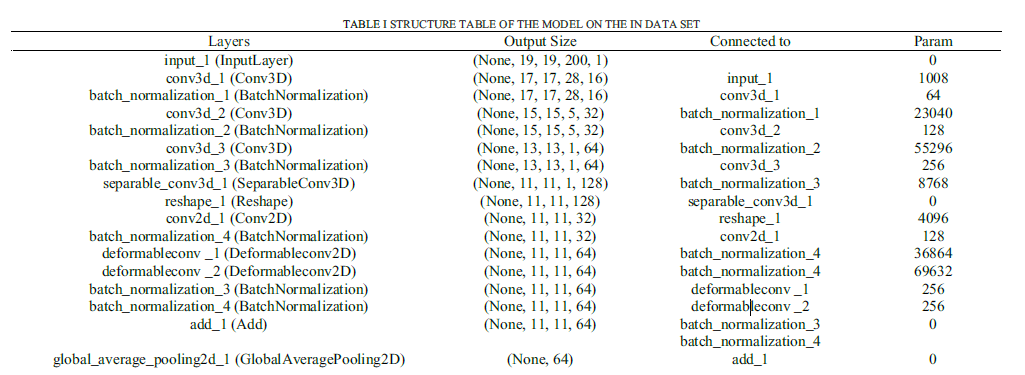 TABLE I STRUCTURE TABLE OF THE MODEL ON THE IN DATA SET
Layers Output Size Connected to Param
input_1 (InputLayer) (None, 19, 19, 200, 1) 0
conv3d_1 (Conv3D) (None, 17, 17, 28, 16) input_1 1008
batch_normalization_1 (BatchNormalization) (None, 17, 17, 28, 16) conv3d_1 64
conv3d_2 (Conv3D) (None, 15, 15, 5, 32) batch_normalization_1 23040
batch_normalization_2 (BatchNormalization) (None, 15, 15, 5, 32) conv3d_2 128
conv3d_3 (Conv3D) (None, 13, 13, 1, 64) batch_normalization_2 55296
batch_normalization_3 (BatchNormalization) (None, 13, 13, 1, 64) conv3d_3 256
separable_conv3d_1 (SeparableConv3D) (None, 11, 11, 1, 128) batch_normalization_3 8768
reshape_1 (Reshape) (None, 11, 11, 128) separable_conv3d_1 0
conv2d_1 (Conv2D) (None, 11, 11, 32) reshape_1 4096
batch_normalization_4 (BatchNormalization) (None, 11, 11, 32) conv2d_1 128
deformableconv _1 (Deformableconv2D) (None, 11, 11, 64) batch_normalization_4 36864
deformableconv _2 (Deformableconv2D) (None, 11, 11, 64) batch_normalization_4 69632
batch_normalization_3 (BatchNormalization) (None, 11, 11, 64) deformableconv _1 256
batch_normalization_4 (BatchNormalization) (None, 11, 11, 64) deformableconv _2 256
add_1 (Add) (None, 11, 11, 64) batch_normalization_3 0
batch_normalization_4
global_average_pooling2d_1 (GlobalAveragePooling2D) (None, 64) add_1 0